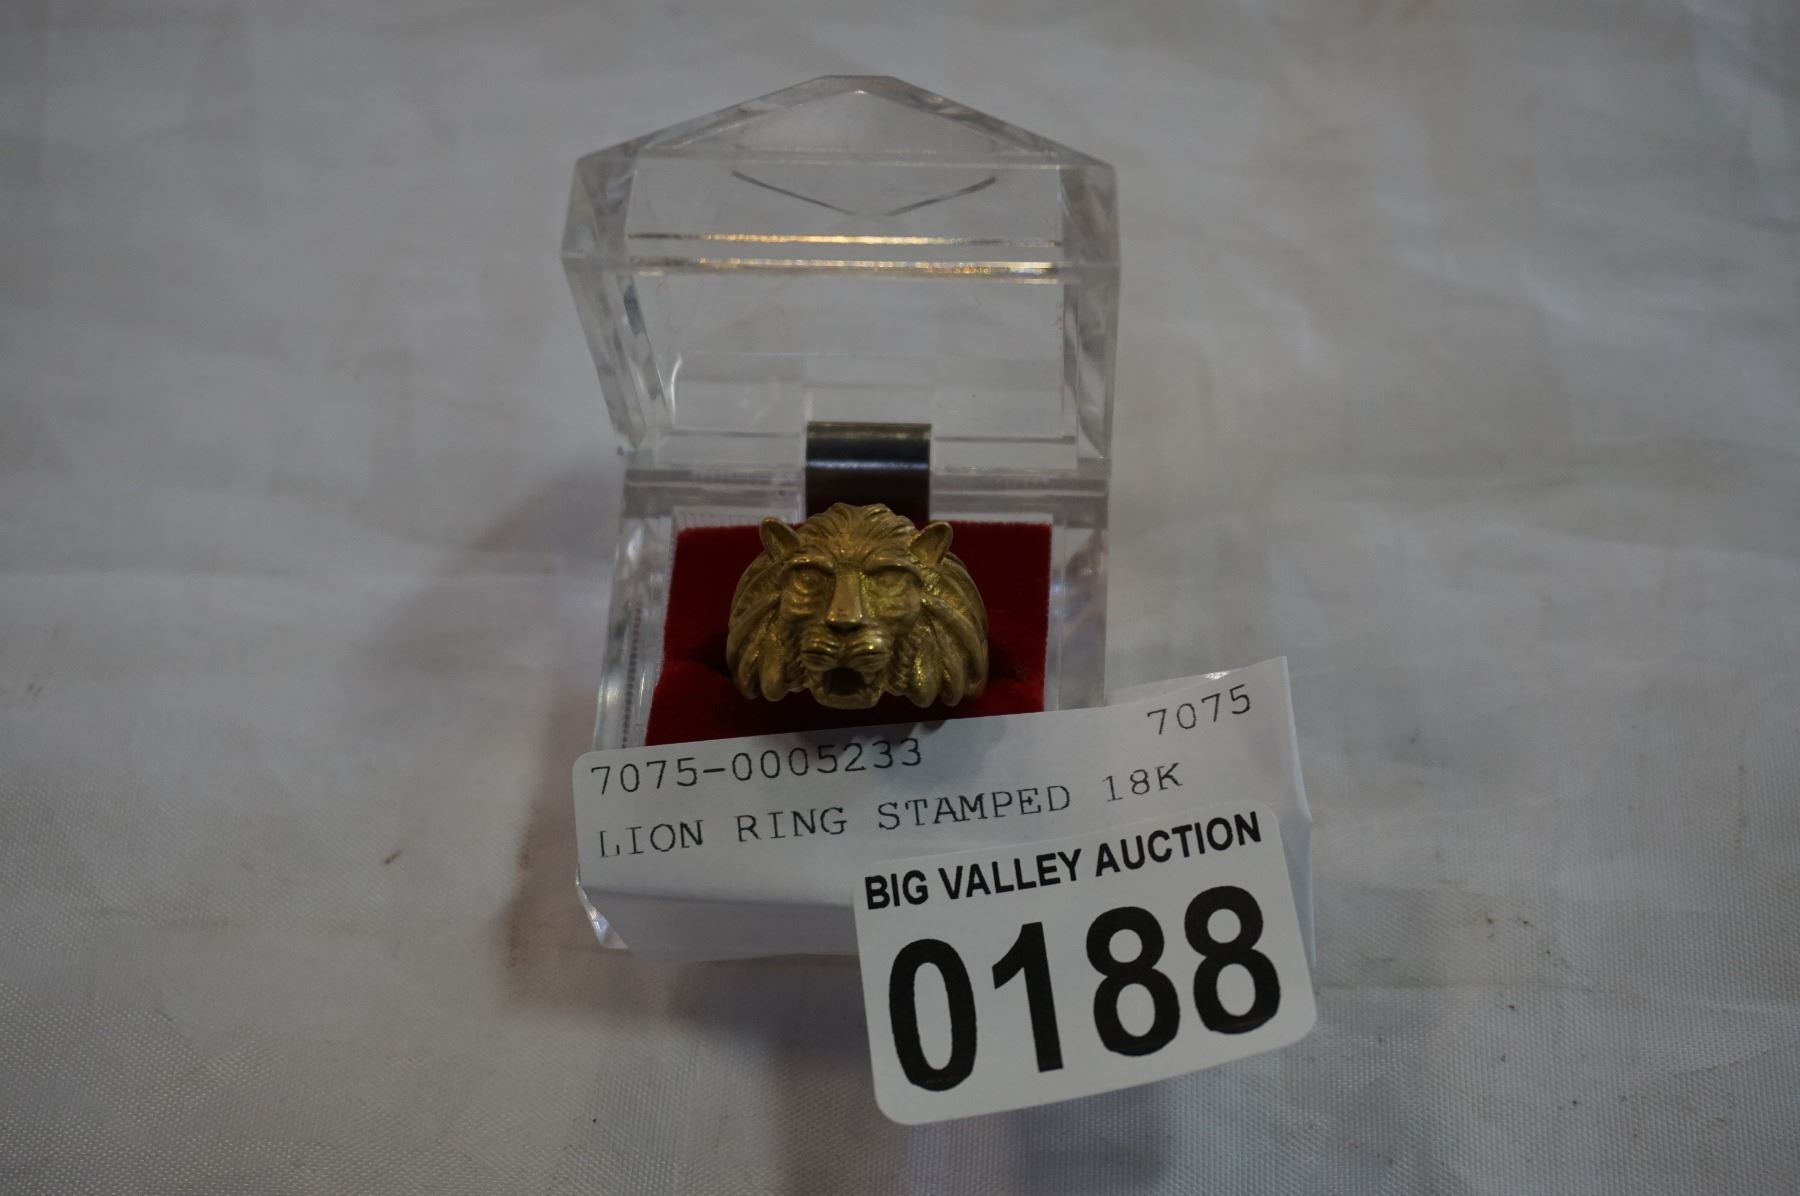 7075-0005233 7075
LION RING STAMPED 18K
BIG VALLEY AUCTION
0188